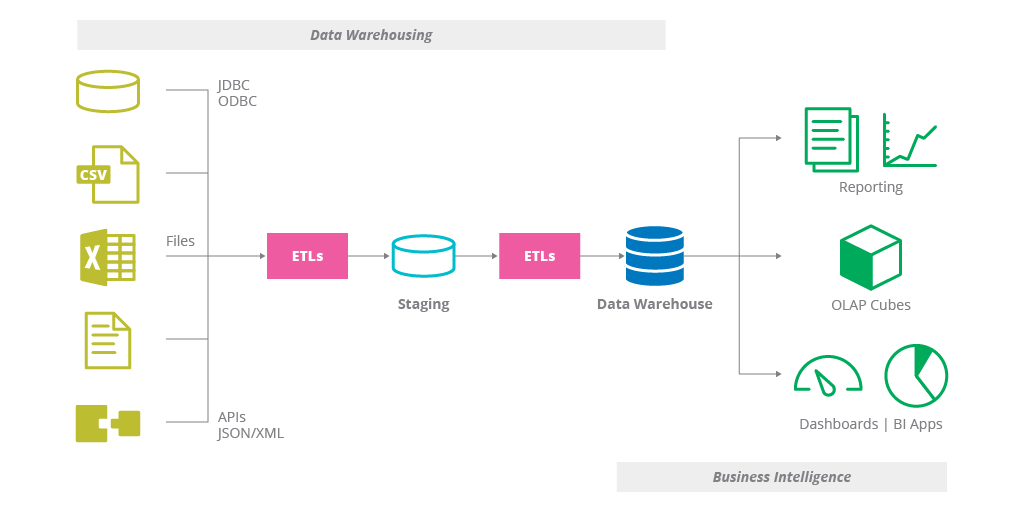 Data Warehousing
JDBC
ODBC
CSV
X
Files
ETLs
ETLs
Staging
Data Warehouse
Reporting
OLAP Cubes
Dashboards | BI Apps
APIs
JSON/XML
Business Intelligence